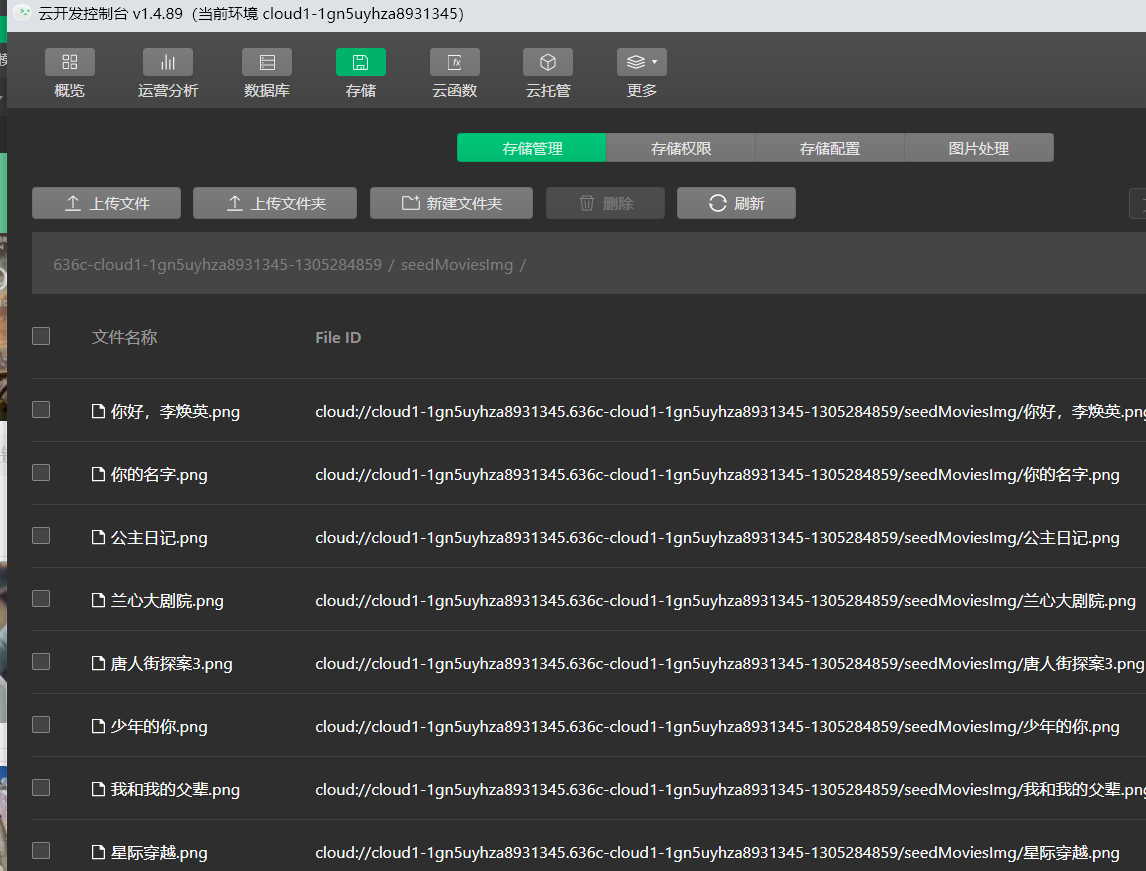 云开发控制台 v1.4.89（当前环境 cloud1-1gn5uyhza8931345）
概览 运营分析 数据库 存储 云函数 云托管 更多
存储管理 存储权限 存储配置 图片处理
上传文件 上传文件夹 新建文件夹 删除 刷新
636c-cloud1-1gn5uyhza8931345-1305284859 / seedMoviesImg /
文件名称 File ID
你好，李焕英.png cloud://cloud1-1gn5uyhza8931345.636c-cloud1-1gn5uyhza8931345-1305284859/seedMoviesImg/你好，李焕英.png
你的名字.png cloud://cloud1-1gn5uyhza8931345.636c-cloud1-1gn5uyhza8931345-1305284859/seedMoviesImg/你的名字.png
公主日记.png cloud://cloud1-1gn5uyhza8931345.636c-cloud1-1gn5uyhza8931345-1305284859/seedMoviesImg/公主日记.png
兰心大剧院.png cloud://cloud1-1gn5uyhza8931345.636c-cloud1-1gn5uyhza8931345-1305284859/seedMoviesImg/兰心大剧院.png
唐人街探案3.png cloud://cloud1-1gn5uyhza8931345.636c-cloud1-1gn5uyhza8931345-1305284859/seedMoviesImg/唐人街探案3.png
少年的你.png cloud://cloud1-1gn5uyhza8931345.636c-cloud1-1gn5uyhza8931345-1305284859/seedMoviesImg/少年的你.png
我和我的父辈.png cloud://cloud1-1gn5uyhza8931345.636c-cloud1-1gn5uyhza8931345-1305284859/seedMoviesImg/我和我的父辈.png
星际穿越.png cloud://cloud1-1gn5uyhza8931345.636c-cloud1-1gn5uyhza8931345-1305284859/seedMoviesImg/星际穿越.png